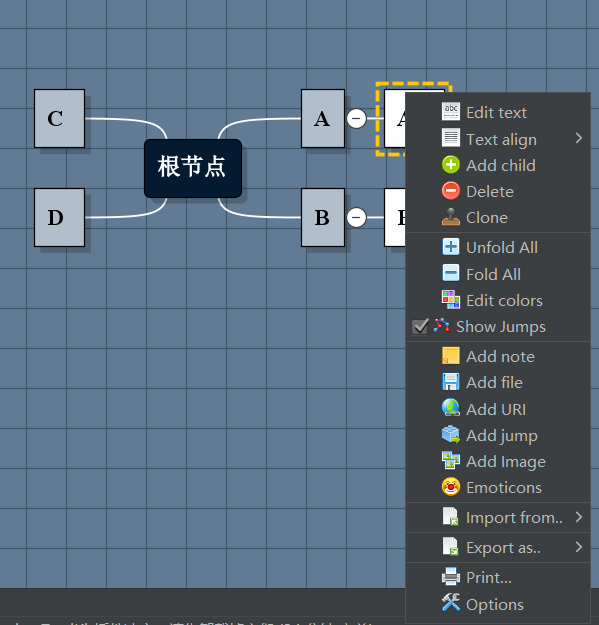 C
A
根节点
D
B
Edit text
Text align
Add child
Delete
Clone
Unfold All
Fold All
Edit colors
Show Jumps
Add note
Add file
Add URI
Add jump
Add Image
Emoticons
Import from..
Export as..
Print...
Options